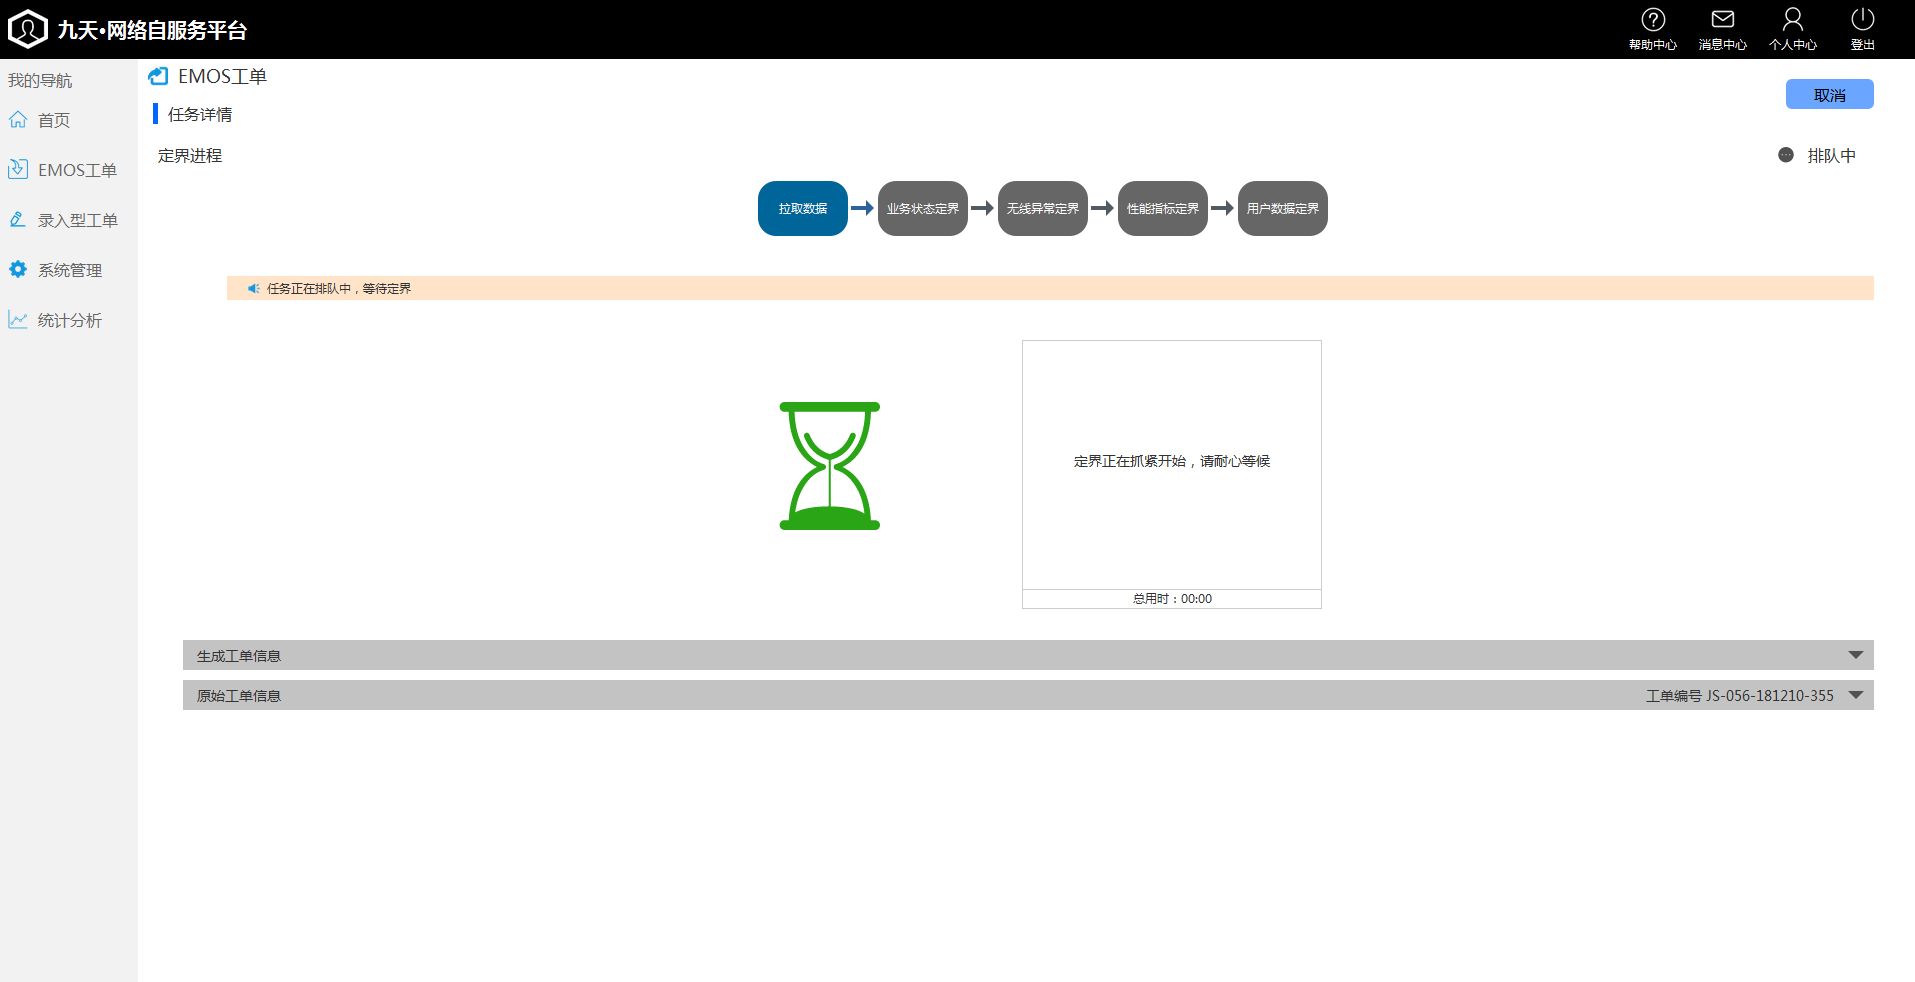 九天•网络自服务平台
帮助中心 消息中心 个人中心 登出
我的导航
首页
EMOS工单
录入型工单
系统管理
统计分析
EMOS工单
取消
任务详情
定界进程
排队中
拉取数据 业务状态定界 无线异常定界 性能指标定界 用户数据定界
任务正在排队中，等待定界
定界正在抓紧开始，请耐心等候
总用时：00:00
生成工单信息
原始工单信息 工单编号 JS-056-181210-355